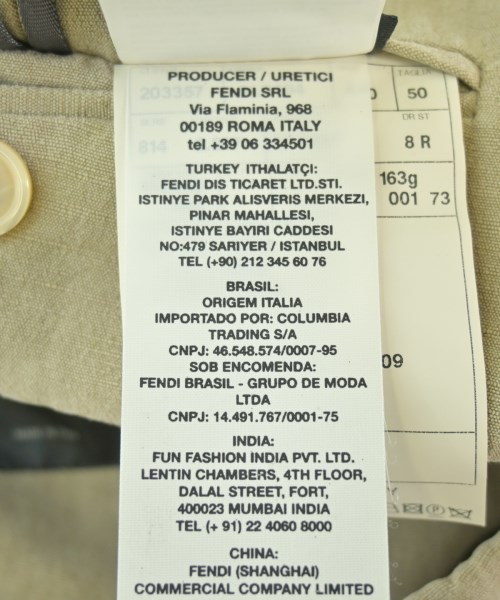 PRODUCER / URETICI
FENDI SRL
Via Flaminia, 968
00189 ROMA ITALY
tel +39 06 334501
TURKEY ITHALATÇI:
FENDI DIS TICARET LTD.STI.
ISTINYE PARK ALISVERIS MERKEZI,
PINAR MAHALLESI,
ISTINYE BAYIRI CADDESI
NO:479 SARIYER / ISTANBUL
TEL (+90) 212 345 60 76
BRASIL:
ORIGEM ITALIA
IMPORTADO POR: COLUMBIA
TRADING S/A
CNPJ: 46.548.574/0007-95
SOB ENCOMENDA:
FENDI BRASIL - GRUPO DE MODA
LTDA
CNPJ: 14.491.767/0001-75
INDIA:
FUN FASHION INDIA PVT. LTD.
LENTIN CHAMBERS, 4TH FLOOR,
DALAL STREET, FORT,
400023 MUMBAI INDIA
TEL (+ 91) 22 4060 8000
CHINA:
FENDI (SHANGHAI)
COMMERCIAL COMPANY LIMITED
TAGLIA
50
DR ST
8 R
163g
001 73
09